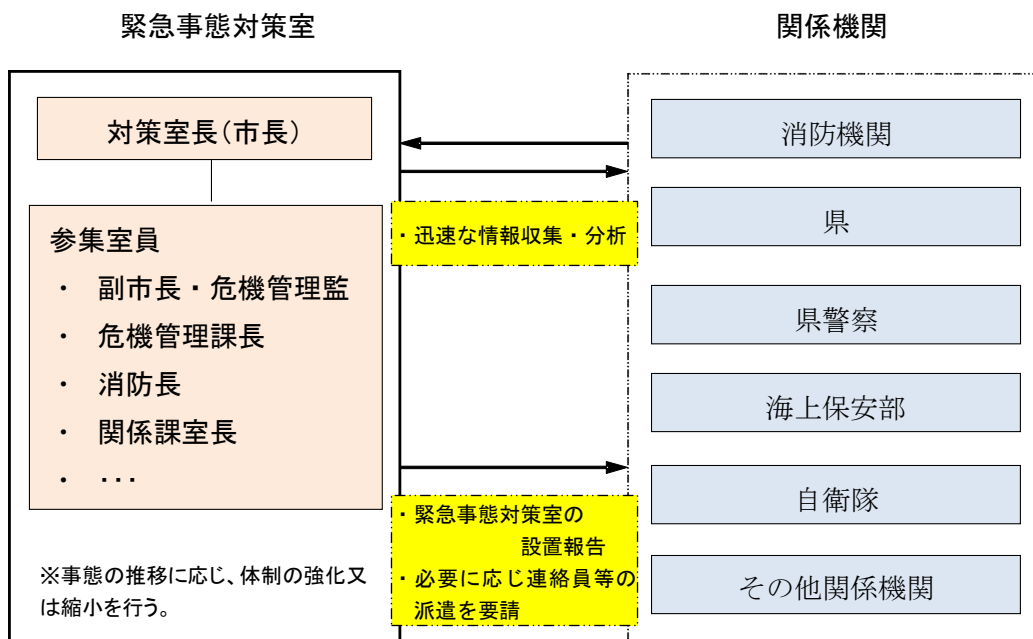 緊急事態対策室
関係機関
対策室長(市長)
参集室員
・ 副市長・危機管理監
・ 危機管理課長
・ 消防長
・ 関係課室長
・ ・・・
※事態の推移に応じ、体制の強化又
は縮小を行う。
・迅速な情報収集・分析
・緊急事態対策室の
設置報告
・必要に応じ連絡員等の
派遣を要請
消防機関
県
県警察
海上保安部
自衛隊
その他関係機関